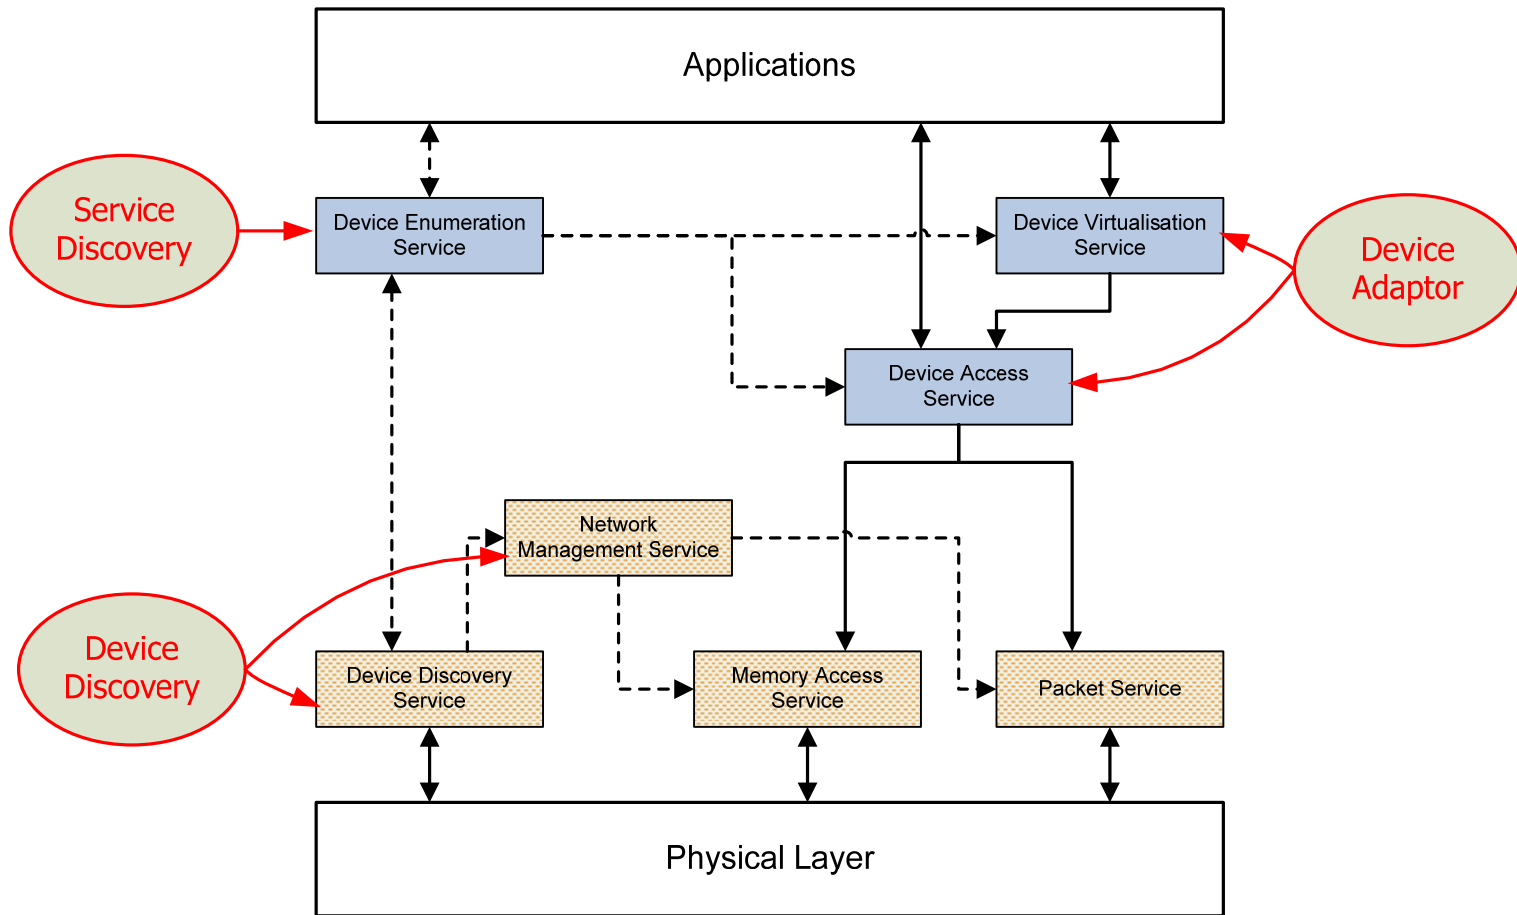 Applications
Service
Discovery
Device Enumeration
Service
Device Virtualisation
Service
Device
Adaptor
Device Access
Service
Network
Management Service
Device
Discovery
Device Discovery
Service
Memory Access
Service
Packet Service
Physical Layer